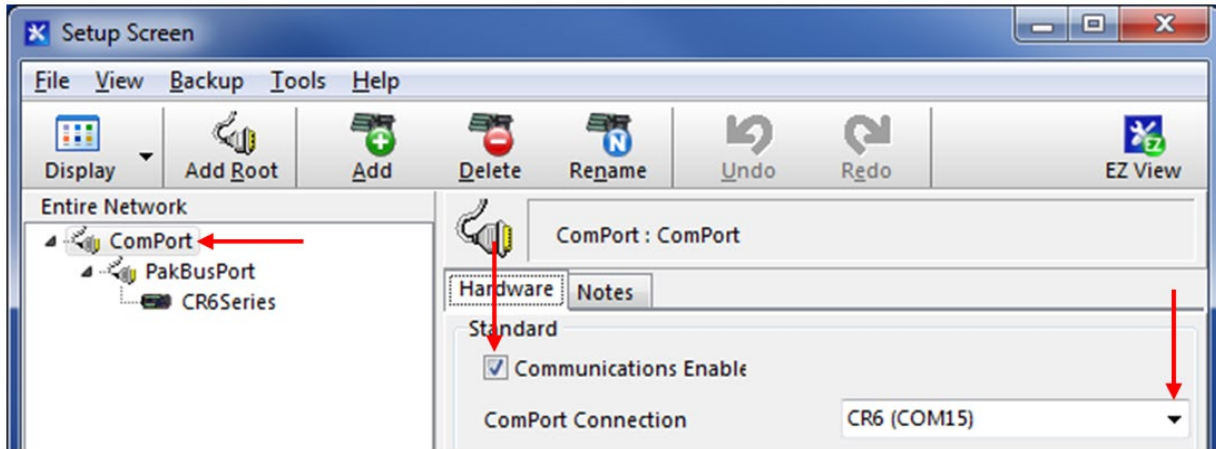 Setup Screen
File View Backup Tools Help
Display Add Root Add Delete Rename Undo Redo EZ View
Entire Network
ComPort
PakBusPort
CR6Series
ComPort : ComPort
Hardware Notes
Standard
Communications Enable
ComPort Connection CR6 (COM15)